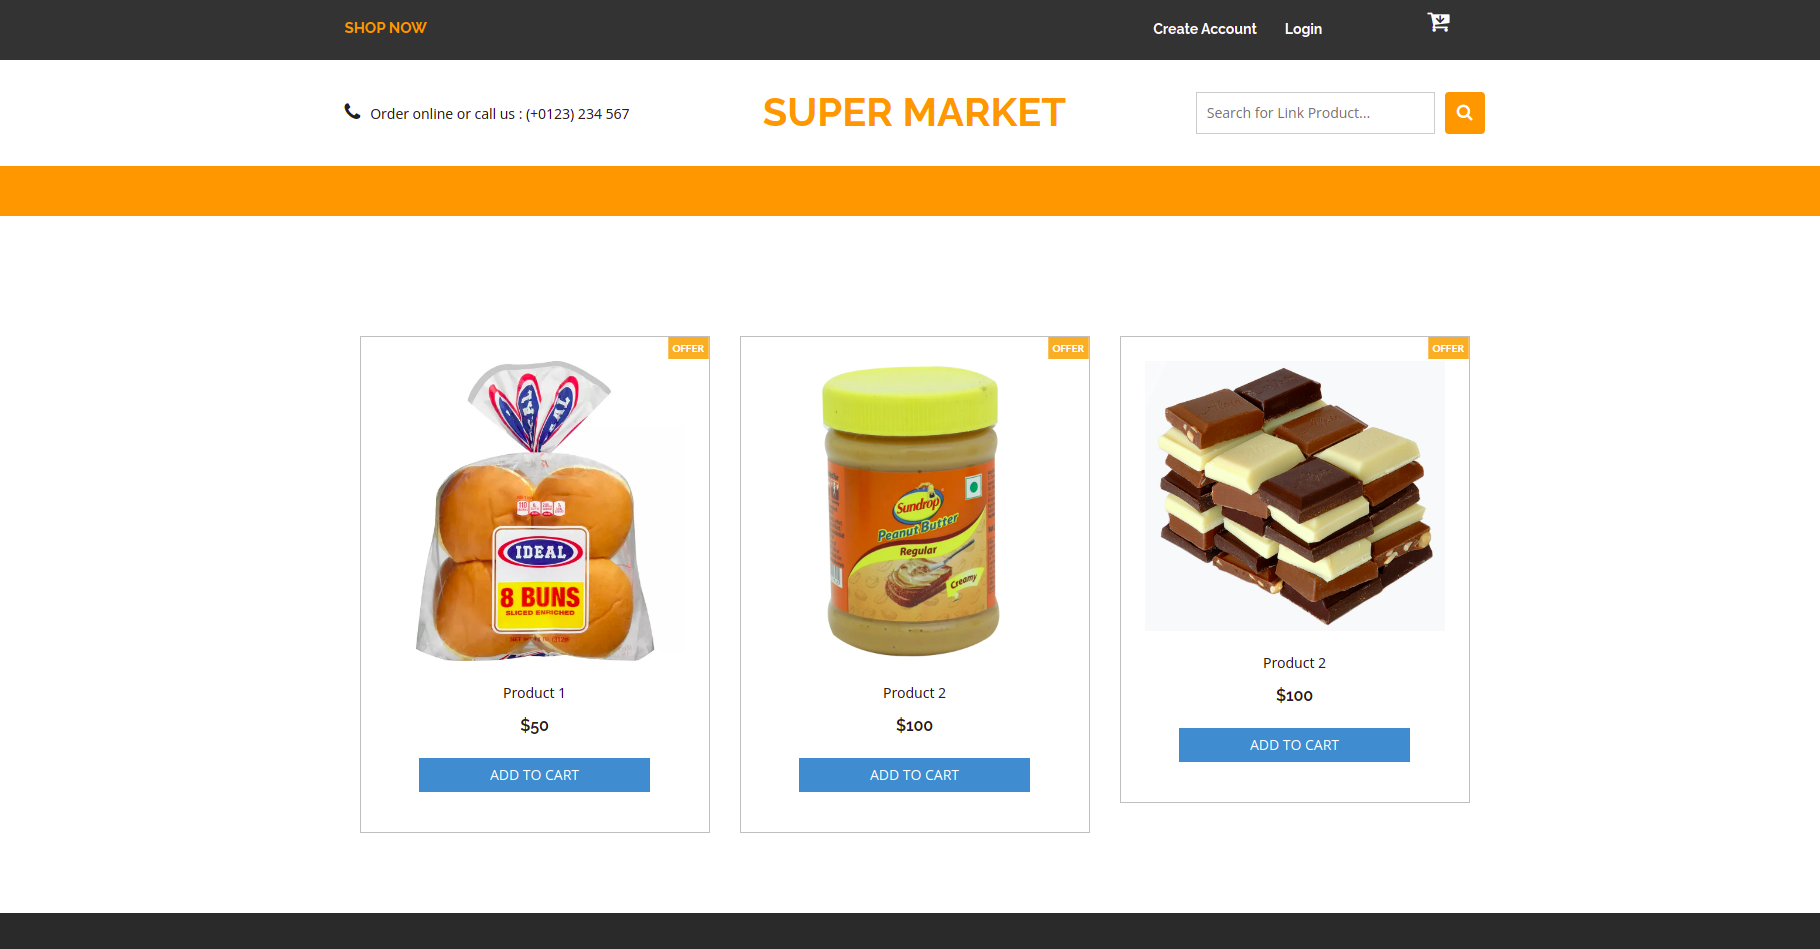 SHOP NOW
Create Account
Login
Order online or call us : (+0123) 234 567
SUPER MARKET
Search for Link Product...
OFFER
IDEAL
8 BUNS
SLICED ENRICHED
Product 1
$50
ADD TO CART
OFFER
Sundrop
Peanut Butter
Regular
Creamy
Product 2
$100
ADD TO CART
OFFER
Product 2
$100
ADD TO CART